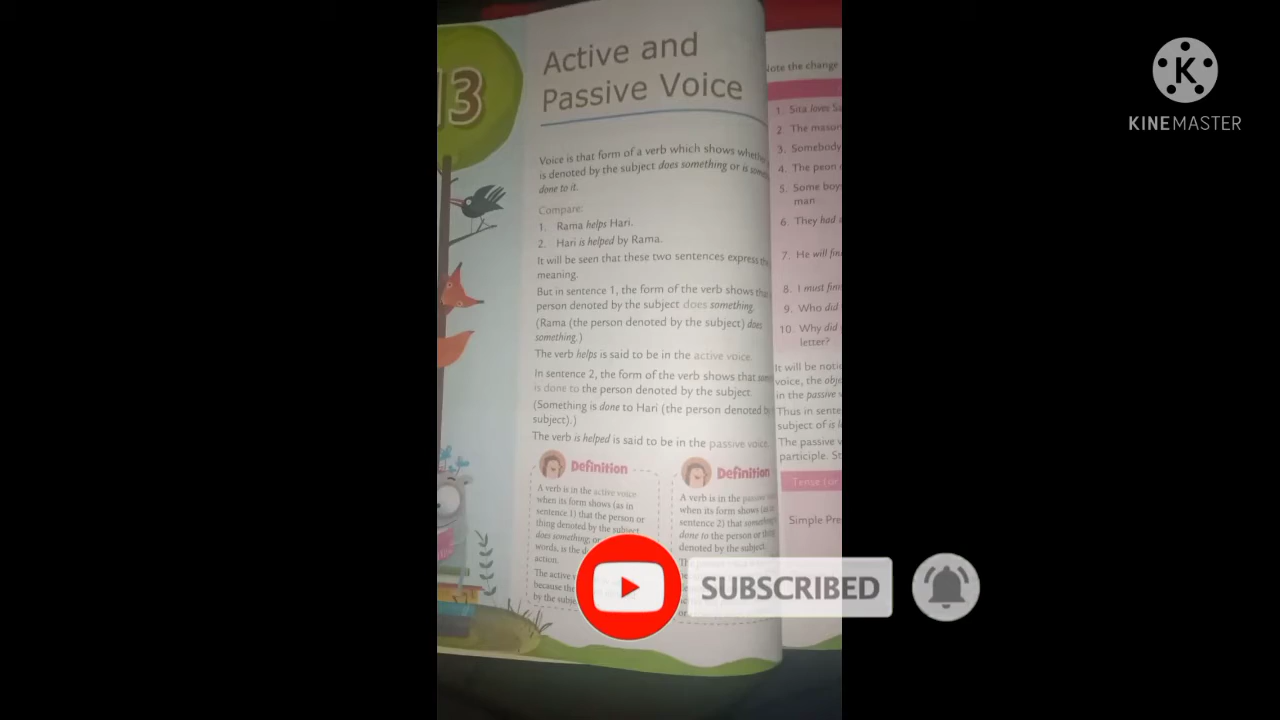 13
Active and
Passive Voice
Voice is that form of a verb which shows
is denoted by the subject does something or is
done to it.
Compare:
1. Rama helps Hari.
2. Hari is helped by Rama.
It will be seen that these two sentences express
meaning.
But in sentence 1, the form of the verb shows
person denoted by the subject does something.
(Rama (the person denoted by the subject) does
something.)
The verb helps is said to be in the active voice.
In sentence 2, the form of the verb shows that
is done to the person denoted by the subject.
(Something is done to Hari (the person denoted
subject).)
The verb is helped is said to be in the passive voice.
Definition
A verb is in the active voice
when its form shows (as in
sentence 1) that the person or
thing denoted by the subject
does something; or
words, is the
action.
The active
because the
by the
Definition
A verb is in the passive
when its form shows (as in
sentence 2) that something
done to the person or thing
denoted by the subject.
Note the change
1. Sita loves
2. The mason
3. Somebody
4. The peon
5. Some boys
man
6. They had
7. He will
8. I must
9. Who did
10. Why did
letter?
It will be
voice, the
in the passive
Thus in
subject of is
The passive
participle.
Tense (or
Simple
SUBSCRIBED
K
KINEMASTER